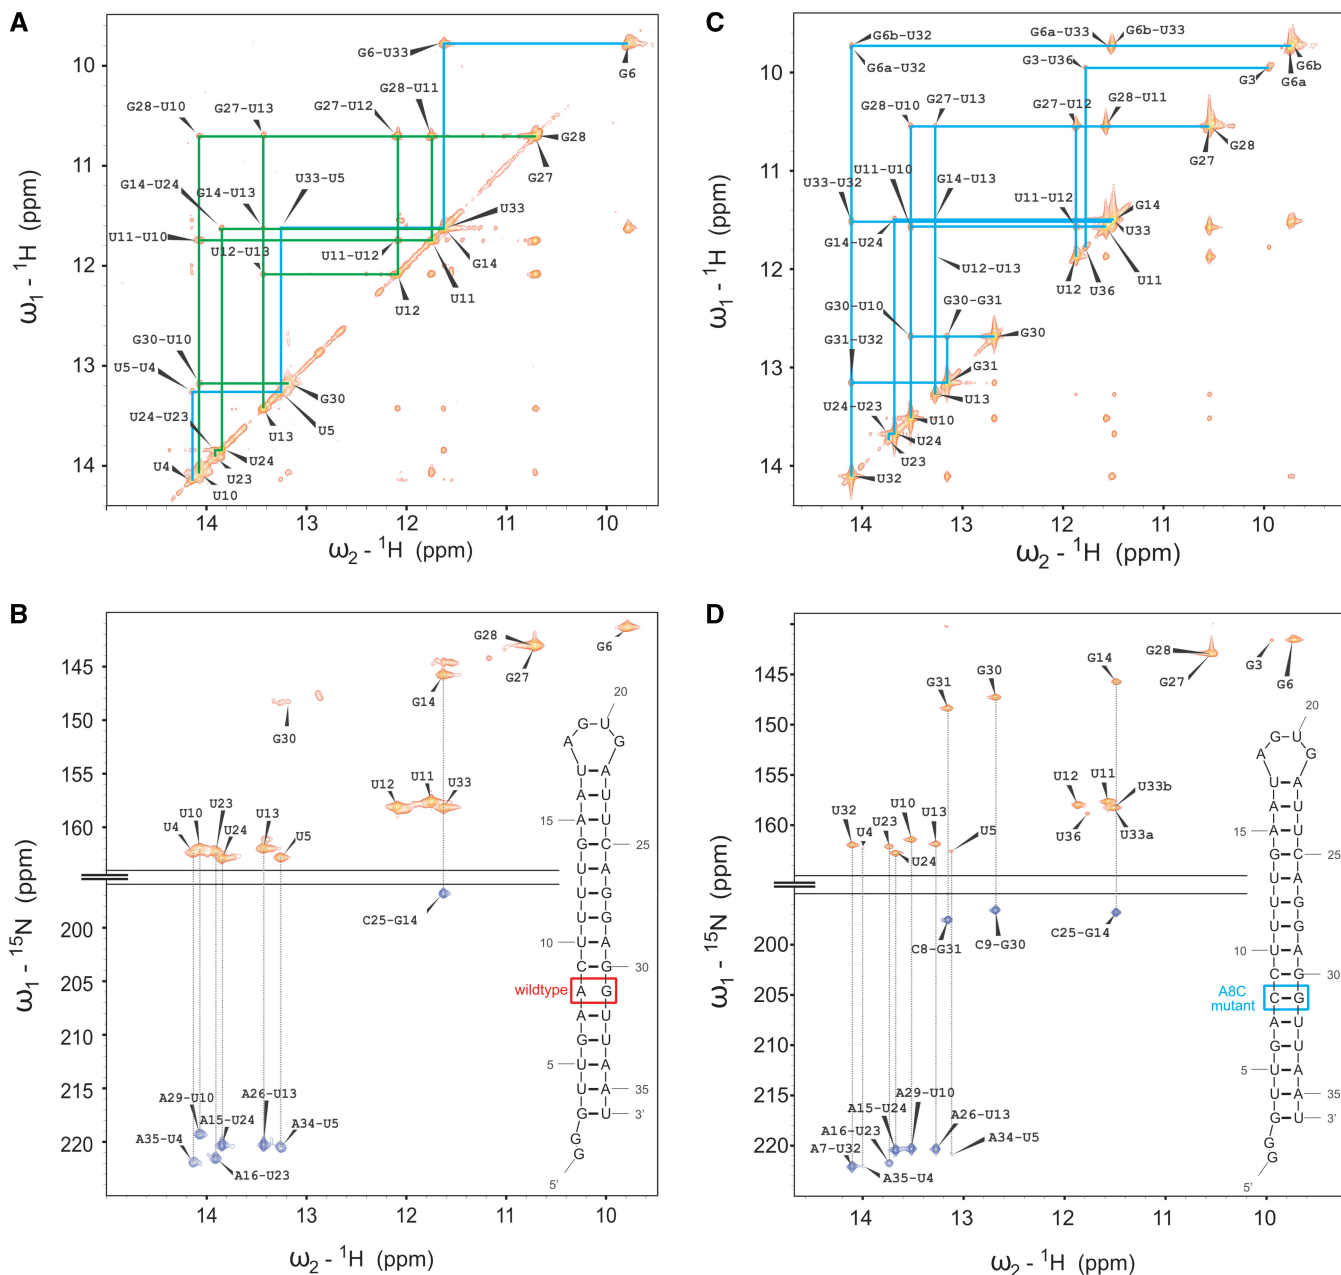 A
G6-U33
G6
G28-U10
G27-U13
G27-U12
G28-U11
G28
G27
G14-U24
G14-U13
U33-U5
U33
U11-U10
U12-U13
U11-U12
G14
U11
U12
G30-U10
U5-U4
G30
U5
U24-U23
U13
U24
U4
U23
U10
10
11
12
13
14
ω1 - 1H (ppm)
14 13 12 11 10
ω2 - 1H (ppm)
C
G6b-U32
G6a-U33
G6b-U33
G6a-U32
G3-U36
G3
G6b
G6a
G28-U10
G27-U13
G27-U12
G28-U11
G27
G28
U11-U10
G14-U13
U33-U32
U11-U12
G14
U33
G14-U24
U12-U13
U12
U36
U11
G30-U10
G30-G31
G30
G31-U32
G31
U24-U23
U13
U10
U24
U23
U32
10
11
12
13
14
ω1 - 1H (ppm)
14 13 12 11 10
ω2 - 1H (ppm)
B
G28
G27
G6
G14
G30
U12
U11
U33
U4
U10
U23
U24
U13
U5
C25-G14
A29-U10
A35-U4
A15-U24
A26-U13
A16-U23
A34-U5
145
150
155
160
200
205
210
215
220
ω1 - 15N (ppm)
14 13 12 11 10
ω2 - 1H (ppm)
20
G U
A G
U A
A U
15 A U
G C 25
U A
U G
U G
10 U A
C G 30
wildtype A G
A U
G U
5 U A
U A 35
G U 3'
G
5'
D
G31
G30
G14
G28
G27
G3
G6
U32
U4
U23
U10
U24
U13
U5
U12
U11
U33b
U36
U33a
C8-G31
C9-G30
C25-G14
A29-U10
A15-U24
A16-U23
A7-U32
A26-U13
A34-U5
A35-U4
145
150
155
160
200
205
210
215
220
ω1 - 15N (ppm)
14 13 12 11 10
ω2 - 1H (ppm)
20
G U
A G
U A
A U
15 A U
G C 25
U A
U G
U G
10 U A
C G 30
A8C
mutant
C G
A U
G U
5 U A
U A 35
G U 3'
G
G
5'